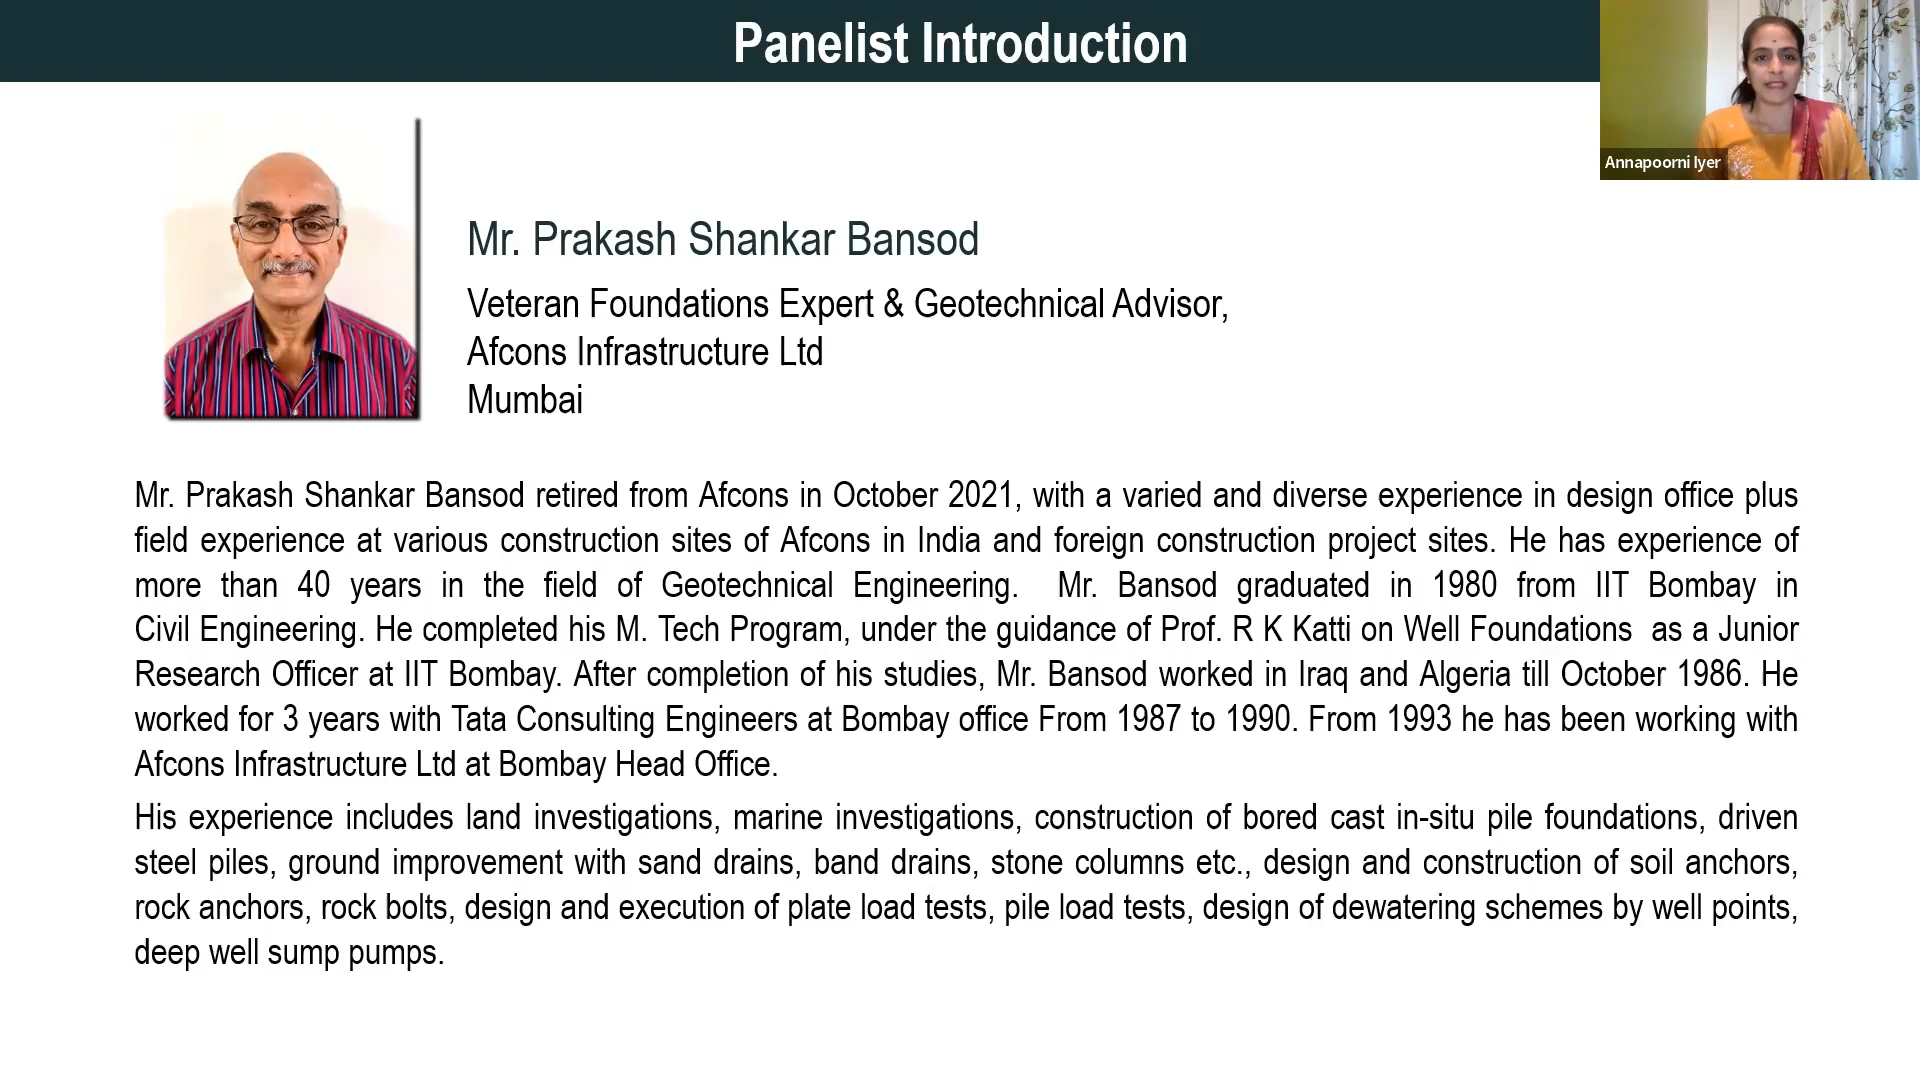 Panelist Introduction
Annapoorni Iyer
Mr. Prakash Shankar Bansod
Veteran Foundations Expert & Geotechnical Advisor,
Afcons Infrastructure Ltd
Mumbai
Mr. Prakash Shankar Bansod retired from Afcons in October 2021, with a varied and diverse experience in design office plus
field experience at various construction sites of Afcons in India and foreign construction project sites. He has experience of
more than 40 years in the field of Geotechnical Engineering. Mr. Bansod graduated in 1980 from IIT Bombay in
Civil Engineering. He completed his M. Tech Program, under the guidance of Prof. R K Katti on Well Foundations as a Junior
Research Officer at IIT Bombay. After completion of his studies, Mr. Bansod worked in Iraq and Algeria till October 1986. He
worked for 3 years with Tata Consulting Engineers at Bombay office From 1987 to 1990. From 1993 he has been working with
Afcons Infrastructure Ltd at Bombay Head Office.
His experience includes land investigations, marine investigations, construction of bored cast in-situ pile foundations, driven
steel piles, ground improvement with sand drains, band drains, stone columns etc., design and construction of soil anchors,
rock anchors, rock bolts, design and execution of plate load tests, pile load tests, design of dewatering schemes by well points,
deep well sump pumps.